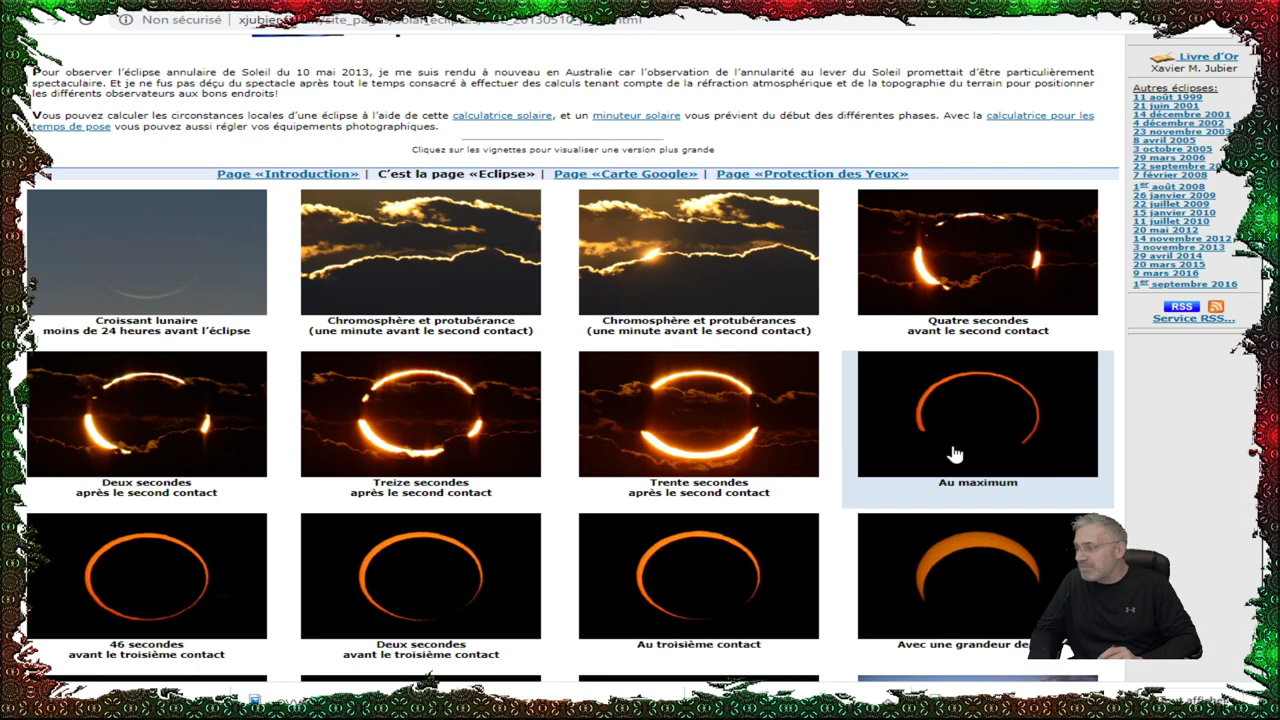 Non sécurisé
Pour observer l'éclipse annulaire de Soleil du 10 mai 2013, je me suis rendu à nouveau en Australie car l'observation de l'annularité au lever du Soleil promettait d'être particulièrement
spectaculaire. Et je ne fus pas déçu du spectacle après tout le temps consacré à effectuer des calculs tenant compte de la réfraction atmosphérique et de la topographie du terrain pour positionner
les différents observateurs aux bons endroits!
Vous pouvez calculer les circonstances locales d'une éclipse à l'aide de cette calculatrice solaire, et un minuteur solaire vous prévient du début des différentes phases. Avec la calculatrice pour les
temps de pose vous pouvez aussi régler vos équipements photographiques.
Cliquez sur les vignettes pour visualiser une version plus grande
Page «Introduction» | C'est la page «Eclipse» | Page «Carte Google» | Page «Protection des Yeux»
Croissant lunaire
moins de 24 heures avant l'éclipse
Chromosphère et protubérance
(une minute avant le second contact)
Chromosphère et protubérances
(une minute avant le second contact)
Quatre secondes
avant le second contact
Deux secondes
après le second contact
Treize secondes
après le second contact
Trente secondes
après le second contact
Au maximum
46 secondes
avant le troisième contact
Deux secondes
avant le troisième contact
Au troisième contact
Avec une grandeur de
Livre d'Or
Xavier M. Jubier
Autres éclipses:
11 août 1999
21 juin 2001
14 décembre 2001
4 décembre 2002
23 novembre 2003
8 avril 2005
3 octobre 2005
29 mars 2006
22 septembre
7 février 2008
1er août 2008
26 janvier 2009
22 juillet 2009
15 janvier 2010
11 juillet 2010
20 mai 2012
14 novembre 2012
3 novembre 2013
29 avril 2014
20 mars 2015
9 mars 2016
1er septembre 2016
RSS
Service RSS...